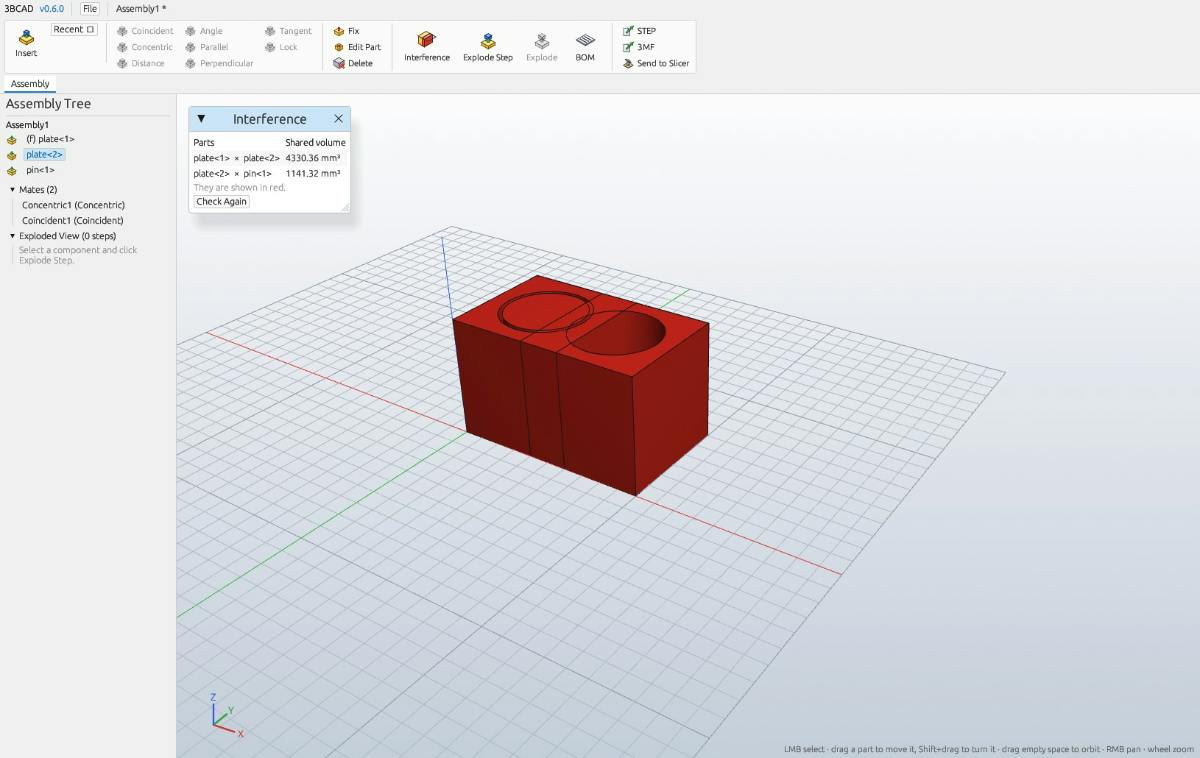 3BCAD v0.6.0 File Assembly1 *
Insert
Recent
Coincident Angle Tangent
Concentric Parallel Lock
Distance Perpendicular
Fix
Edit Part
Delete
Interference Explode Step Explode BOM
STEP
3MF
Send to Slicer
Assembly
Assembly Tree
Assembly1
(f) plate<1>
plate<2>
pin<1>
▼ Mates (2)
Concentric1 (Concentric)
Coincident1 (Coincident)
▼ Exploded View (0 steps)
Select a component and click
Explode Step.
▼ Interference ×
Parts Shared volume
plate<1> × plate<2> 4330.36 mm³
plate<2> × pin<1> 1141.32 mm³
They are shown in red.
Check Again
Z
Y
X
LMB select · drag a part to move it, Shift+drag to turn it · drag empty space to orbit · RMB pan · wheel zoom